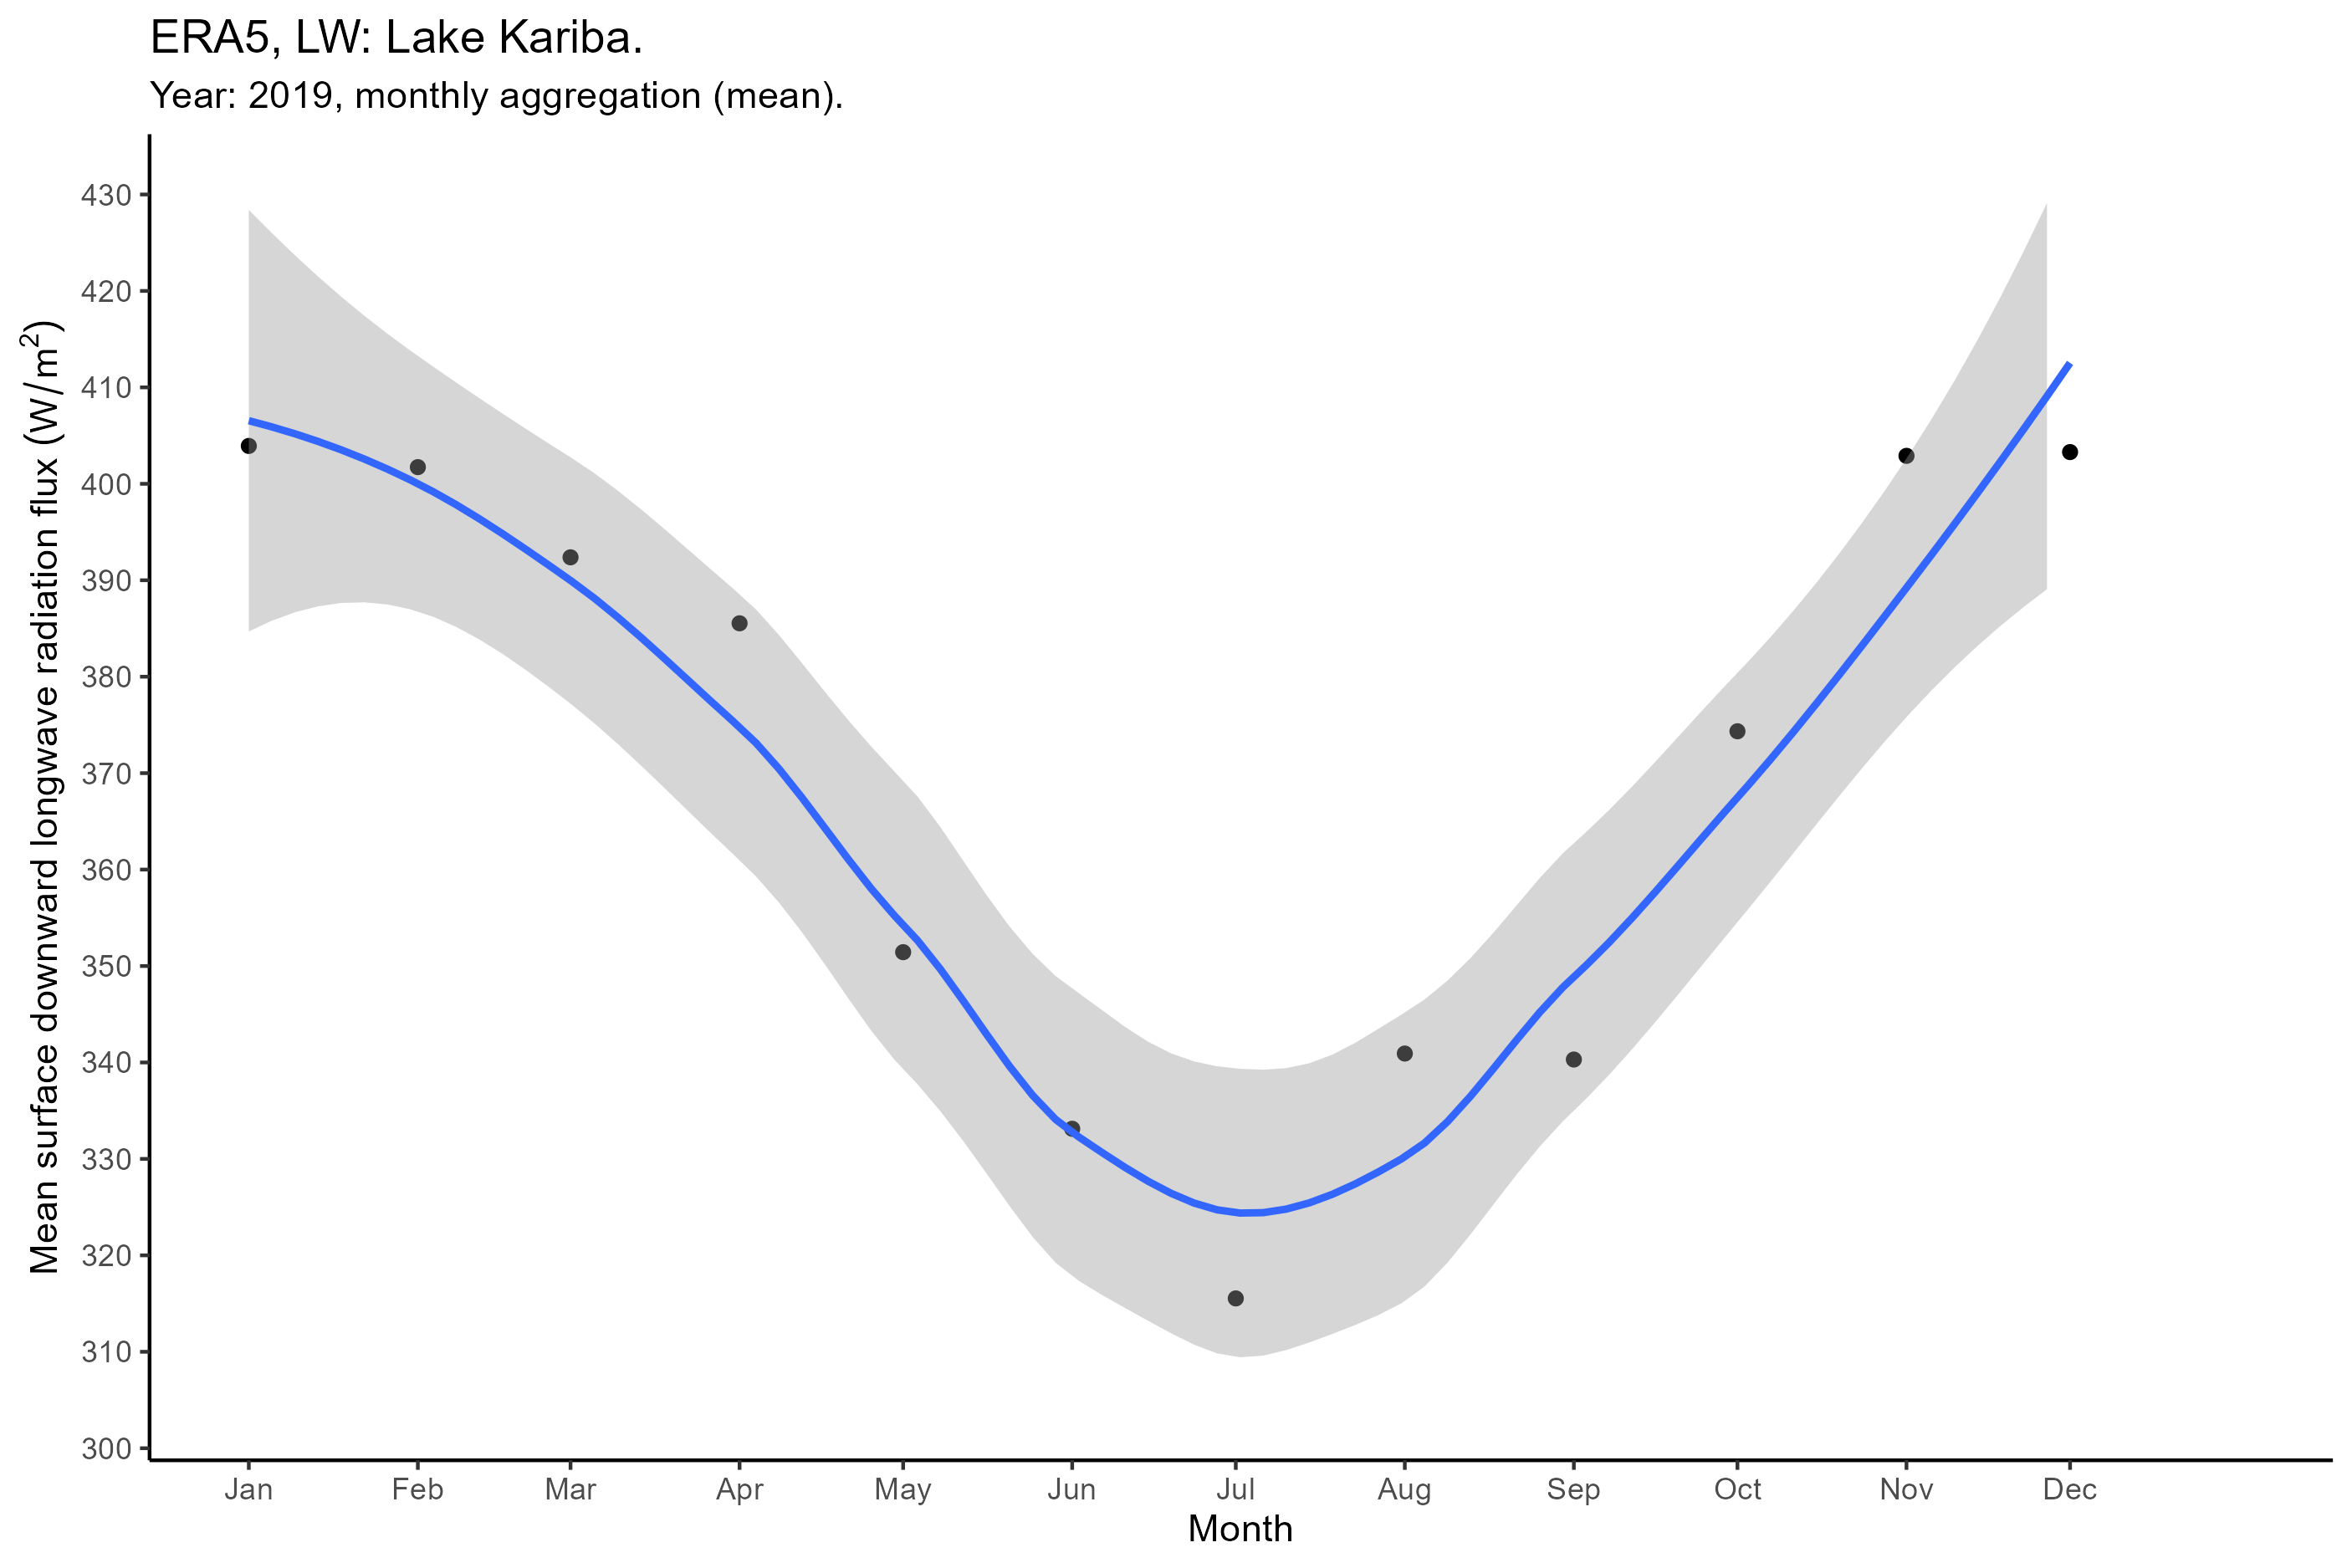 ERA5, LW: Lake Kariba.
Year: 2019, monthly aggregation (mean).
Mean surface downward longwave radiation flux (W/m²)
430
420
410
400
390
380
370
360
350
340
330
320
310
300
Jan Feb Mar Apr May Jun Jul Aug Sep Oct Nov Dec
Month